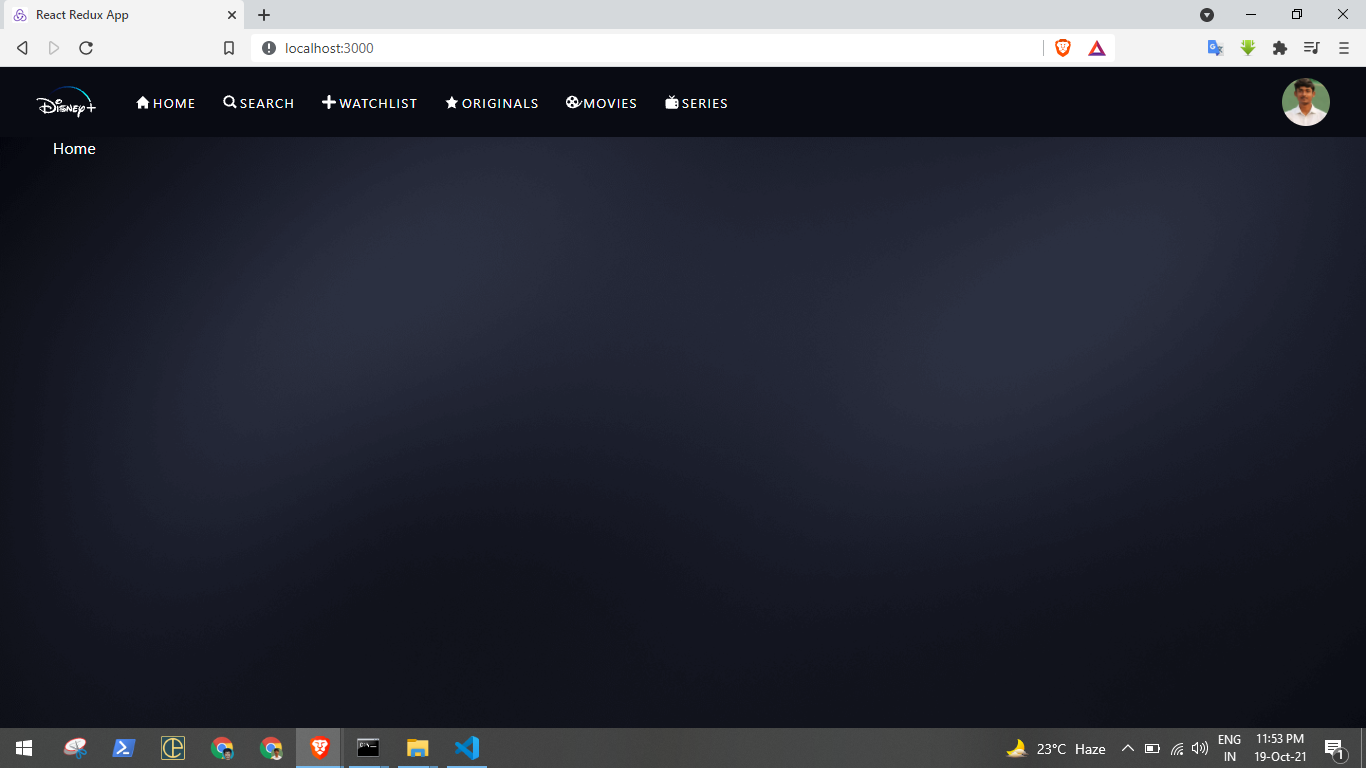 React Redux App
localhost:3000
Disney+
HOME
SEARCH
WATCHLIST
ORIGINALS
MOVIES
SERIES
Home
23°C Haze
ENG
IN
11:53 PM
19-Oct-21
1